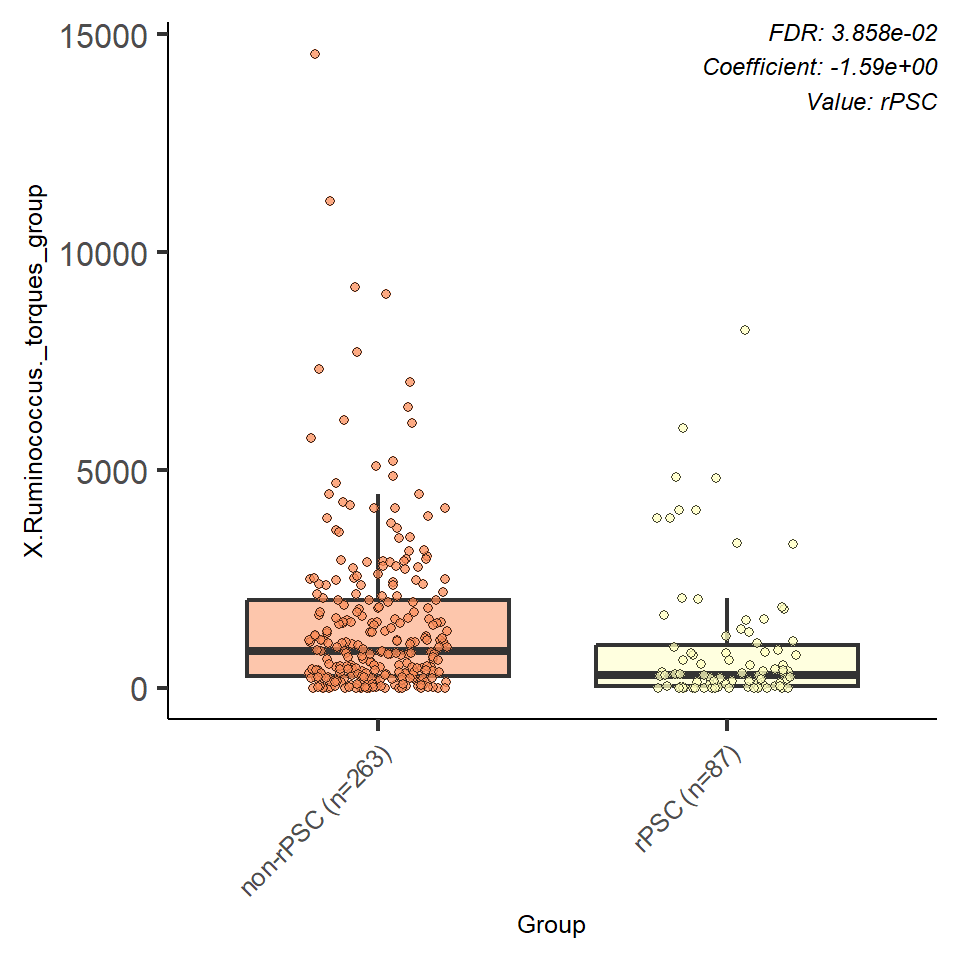 FDR: 3.858e-02
Coefficient: -1.59e+00
Value: rPSC
X.Ruminococcus._torques_group
15000
10000
5000
0
non-rPSC (n=263)
rPSC (n=87)
Group